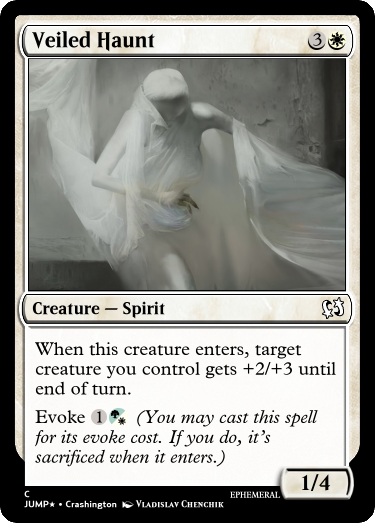 Veiled Haunt 3
Creature — Spirit
When this creature enters, target
creature you control gets +2/+3 until
end of turn.
Evoke 1 (You may cast this spell
for its evoke cost. If you do, it's
sacrificed when it enters.)
1/4
C EPHEMERAL
JUMP★ • Crashington Vladislav Chenchik